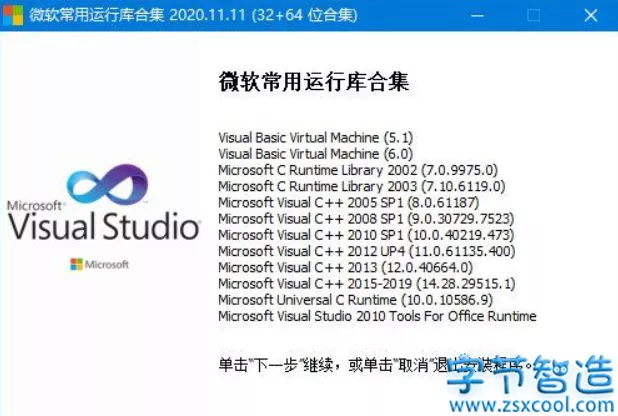 微软常用运行库合集 2020.11.11 (32+64 位合集)
微软常用运行库合集
Visual Basic Virtual Machine (5.1)
Visual Basic Virtual Machine (6.0)
Microsoft C Runtime Library 2002 (7.0.9975.0)
Microsoft C Runtime Library 2003 (7.10.6119.0)
Microsoft Visual C++ 2005 SP1 (8.0.61187)
Microsoft Visual C++ 2008 SP1 (9.0.30729.7523)
Microsoft Visual C++ 2010 SP1 (10.0.40219.473)
Microsoft Visual C++ 2012 UP4 (11.0.61135.400)
Microsoft Visual C++ 2013 (12.0.40664.0)
Microsoft Visual C++ 2015-2019 (14.28.29515.1)
Microsoft Universal C Runtime (10.0.10586.9)
Microsoft Visual Studio 2010 Tools For Office Runtime
Microsoft
Visual Studio
Microsoft
单击"下一步"继续，或单击"取消"退出安装程序。
字节智造
www.zsxcool.com